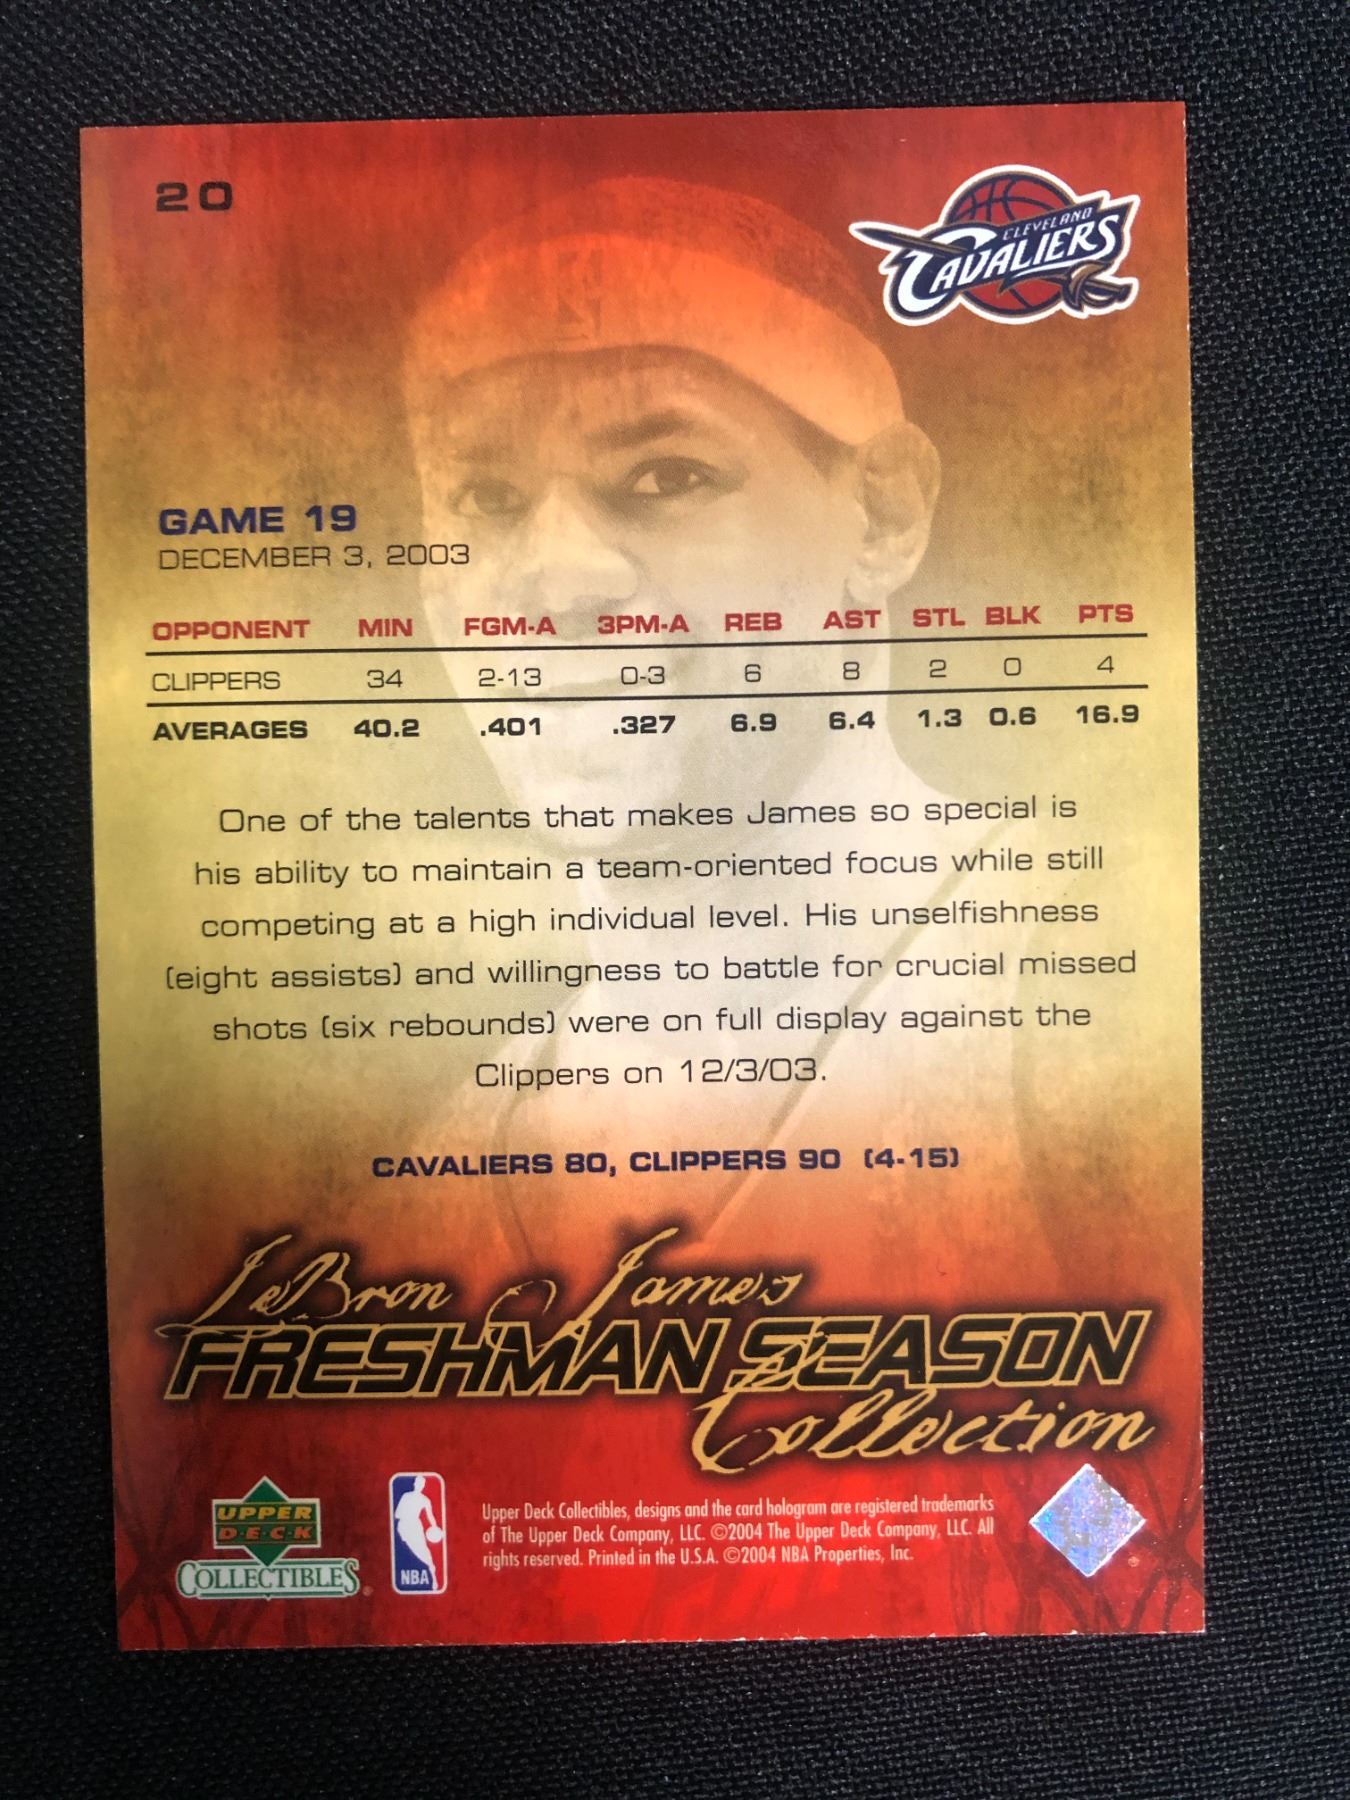 20
CLEVELAND
CAVALIERS
GAME 19
DECEMBER 3, 2003
OPPONENT MIN FGM-A 3PM-A REB AST STL BLK PTS
CLIPPERS 34 2-13 0-3 6 8 2 0 4
AVERAGES 40.2 .401 .327 6.9 6.4 1.3 0.6 16.9
One of the talents that makes James so special is
his ability to maintain a team-oriented focus while still
competing at a high individual level. His unselfishness
(eight assists) and willingness to battle for crucial missed
shots (six rebounds) were on full display against the
Clippers on 12/3/03.
CAVALIERS 80, CLIPPERS 90 (4-15)
LeBron James
FRESHMAN SEASON
Collection
UPPER
DECK
COLLECTIBLES
NBA
Upper Deck Collectibles, designs and the card hologram are registered trademarks
of The Upper Deck Company, LLC. ©2004 The Upper Deck Company, LLC. All
rights reserved. Printed in the U.S.A. ©2004 NBA Properties, Inc.